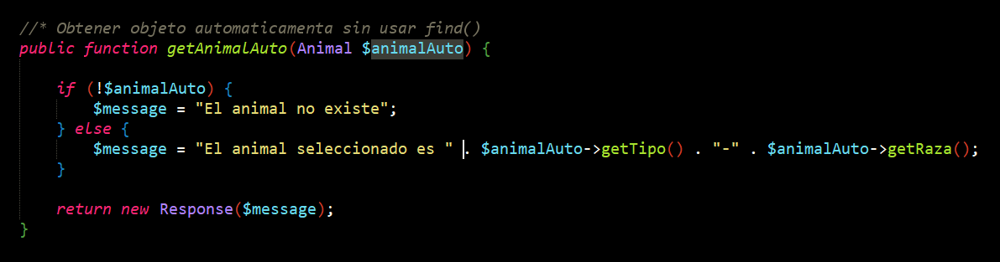 //* Obtener objeto automaticamenta sin usar find()
public function getAnimalAuto(Animal $animalAuto) {
if (!$animalAuto) {
$message = "El animal no existe";
} else {
$message = "El animal seleccionado es " . $animalAuto->getTipo() . "-" . $animalAuto->getRaza();
}
return new Response($message);
}